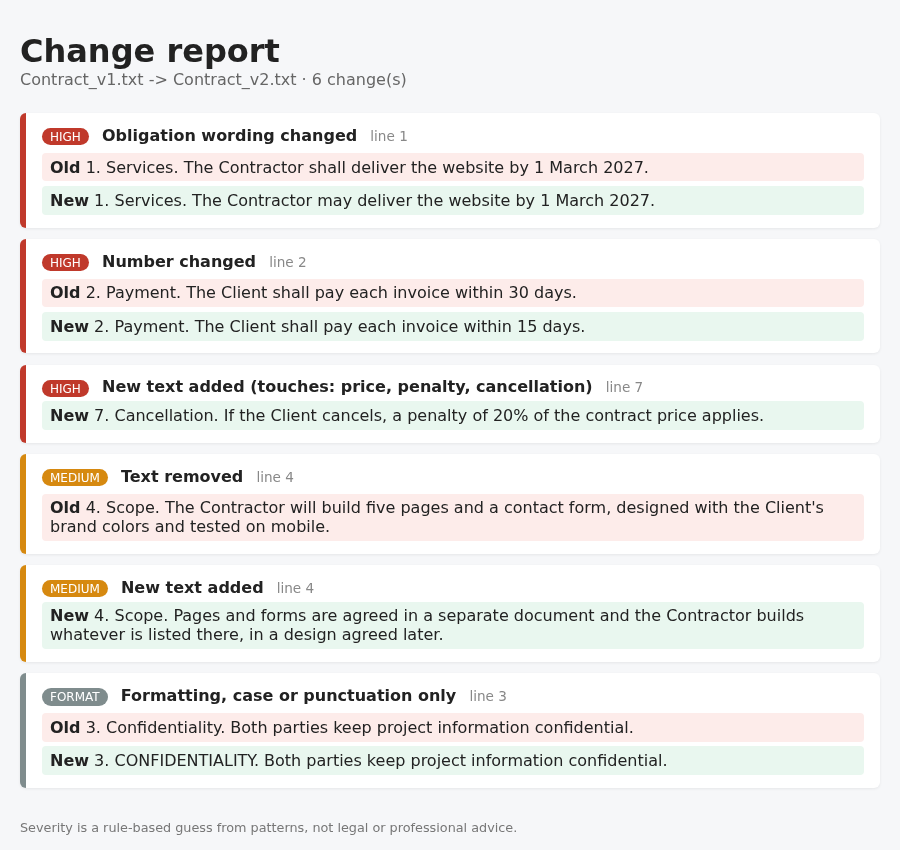 Change report
Contract_v1.txt -> Contract_v2.txt · 6 change(s)
HIGH Obligation wording changed line 1
Old 1. Services. The Contractor shall deliver the website by 1 March 2027.
New 1. Services. The Contractor may deliver the website by 1 March 2027.
HIGH Number changed line 2
Old 2. Payment. The Client shall pay each invoice within 30 days.
New 2. Payment. The Client shall pay each invoice within 15 days.
HIGH New text added (touches: price, penalty, cancellation) line 7
New 7. Cancellation. If the Client cancels, a penalty of 20% of the contract price applies.
MEDIUM Text removed line 4
Old 4. Scope. The Contractor will build five pages and a contact form, designed with the Client's
brand colors and tested on mobile.
MEDIUM New text added line 4
New 4. Scope. Pages and forms are agreed in a separate document and the Contractor builds
whatever is listed there, in a design agreed later.
FORMAT Formatting, case or punctuation only line 3
Old 3. Confidentiality. Both parties keep project information confidential.
New 3. CONFIDENTIALITY. Both parties keep project information confidential.
Severity is a rule-based guess from patterns, not legal or professional advice.